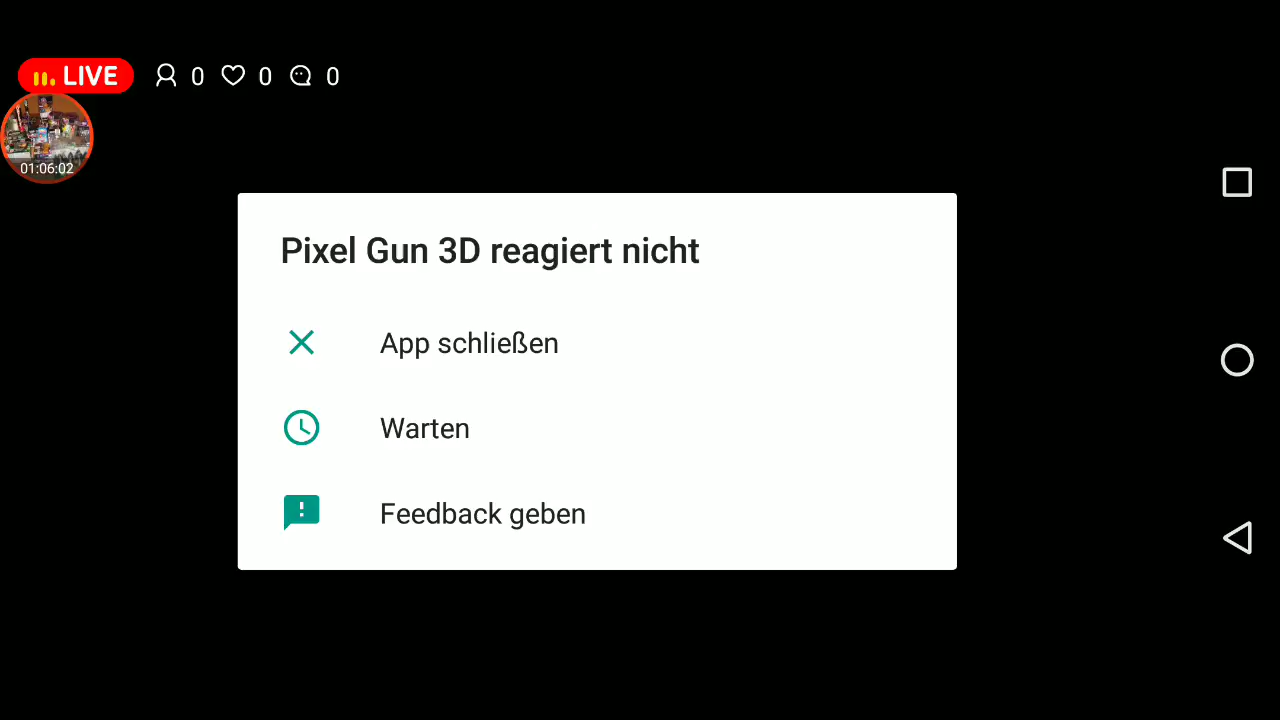 LIVE 0 0 0
01:06:02
Pixel Gun 3D reagiert nicht
App schließen
Warten
Feedback geben